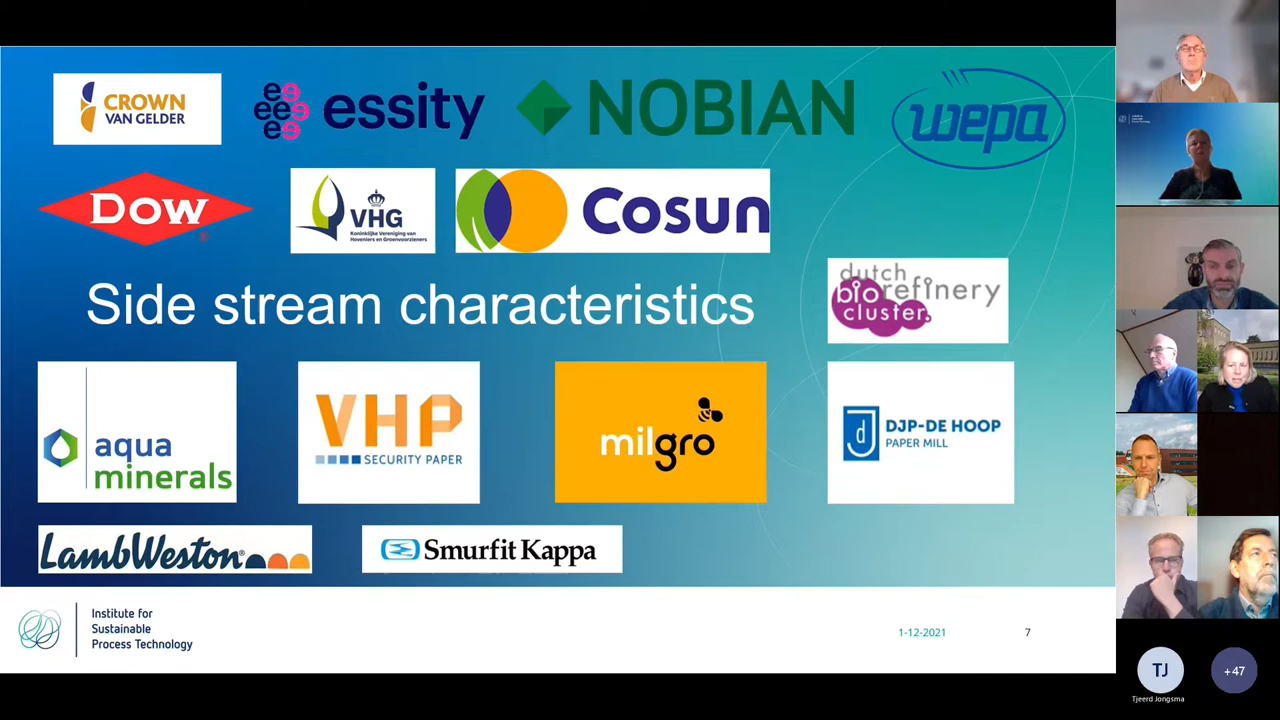 CROWN
VAN GELDER
essity
NOBIAN
wepa
DOW
VHG
Koninklijke Vereniging van
Hoveniers en Groenvoorzieners
Cosun
Side stream characteristics
dutch
biorefinery
cluster.
aqua
minerals
VHP
SECURITY PAPER
milgro
DJP-DE HOOP
PAPER MILL
LambWeston®
Smurfit Kappa
Institute for
Sustainable
Process Technology
1-12-2021
7
TJ
+47
Tjeerd Jongsma